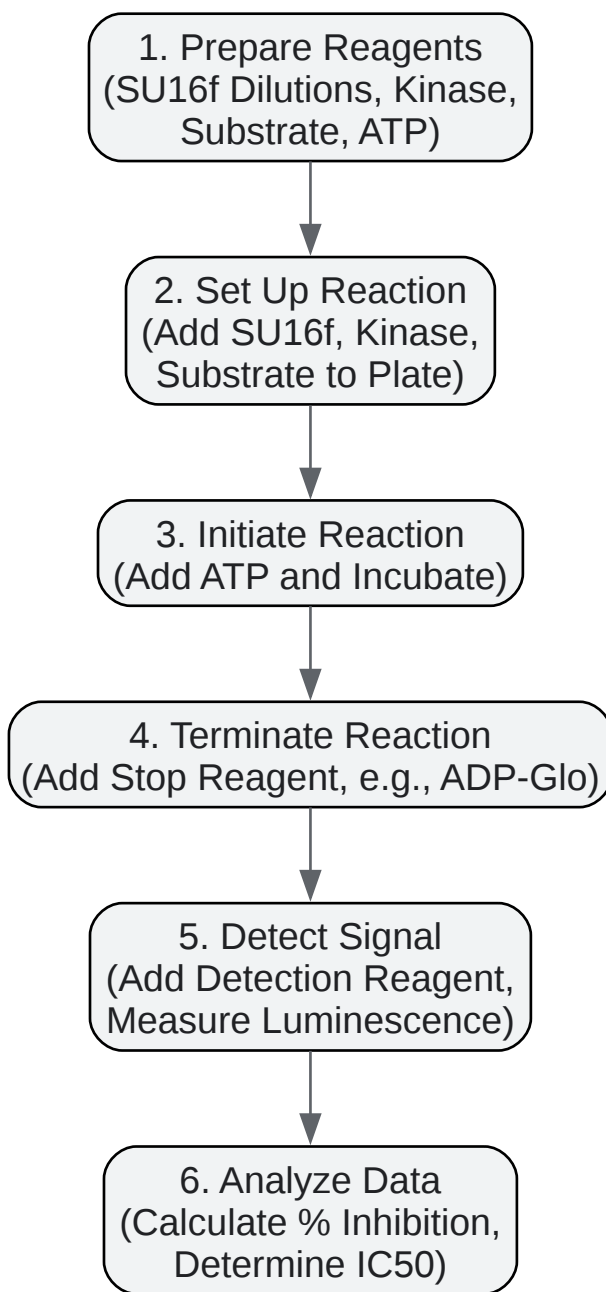 1. Prepare Reagents
(SU16f Dilutions, Kinase,
Substrate, ATP)
2. Set Up Reaction
(Add SU16f, Kinase,
Substrate to Plate)
3. Initiate Reaction
(Add ATP and Incubate)
4. Terminate Reaction
(Add Stop Reagent, e.g., ADP-Glo)
5. Detect Signal
(Add Detection Reagent,
Measure Luminescence)
6. Analyze Data
(Calculate % Inhibition,
Determine IC50)